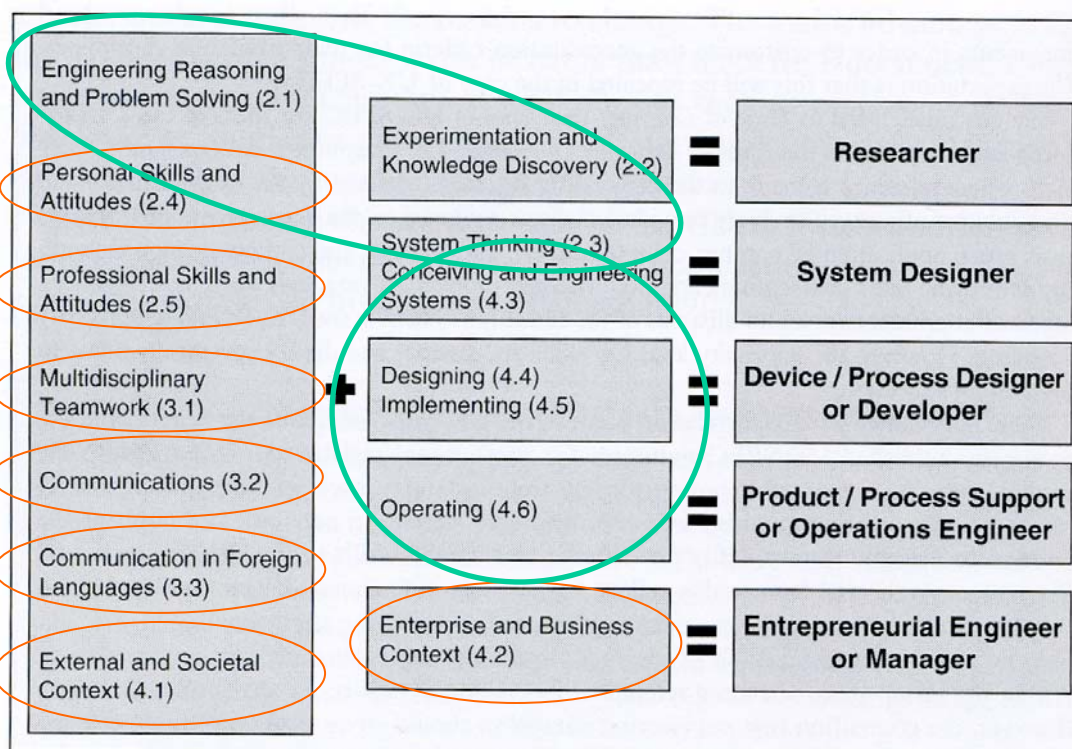 Engineering Reasoning
and Problem Solving (2.1)
Personal Skills and
Attitudes (2.4)
Professional Skills and
Attitudes (2.5)
Multidisciplinary
Teamwork (3.1)
Communications (3.2)
Communication in Foreign
Languages (3.3)
External and Societal
Context (4.1)
+
Experimentation and
Knowledge Discovery (2.2)
=
Researcher
System Thinking (2.3)
Conceiving and Engineering
Systems (4.3)
=
System Designer
Designing (4.4)
Implementing (4.5)
=
Device / Process Designer
or Developer
Operating (4.6)
=
Product / Process Support
or Operations Engineer
Enterprise and Business
Context (4.2)
=
Entrepreneurial Engineer
or Manager